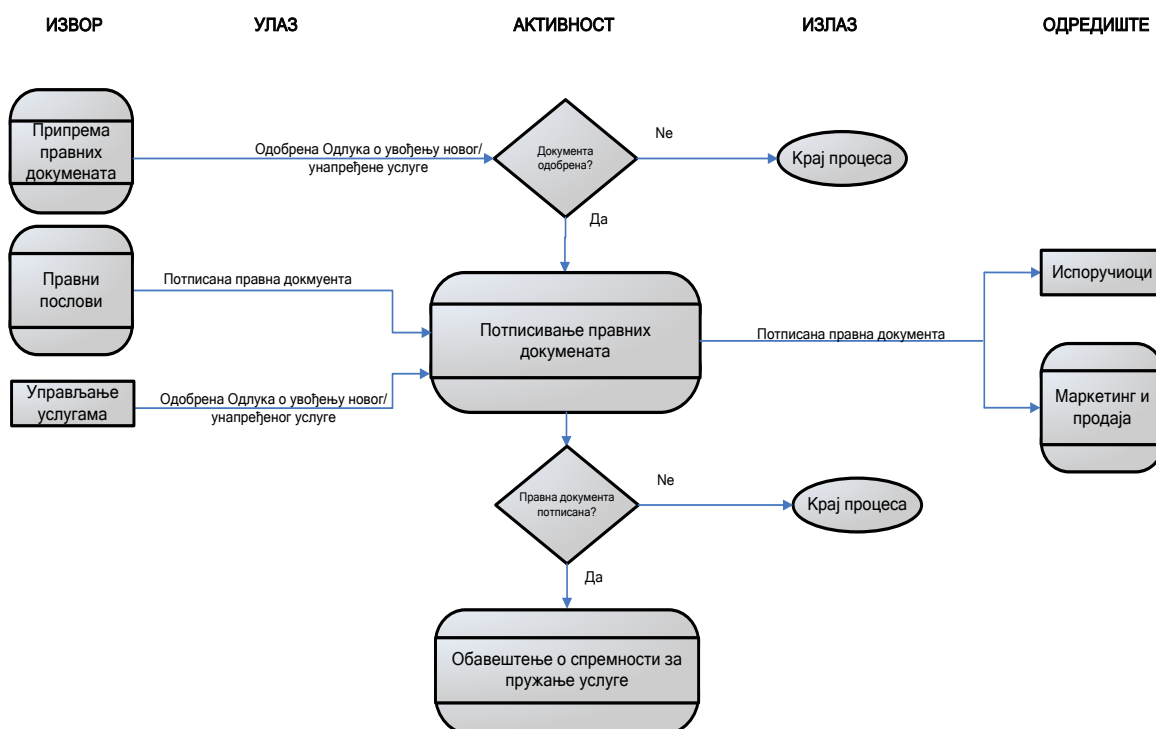 ИЗВОР
УЛАЗ
АКТИВНОСТ
ИЗЛАЗ
ОДРЕДИШТЕ
Припрема
правних
докумената
Одобрена Одлука о увођењу новог/
унапређене услуге
Документа
одобрена?
Ne
Крај процеса
Да
Правни
послови
Потписана правна докмуента
Потписивање правних
докумената
Потписана правна документа
Испоручиоци
Маркетинг и
продаја
Управљање
услугама
Одобрена Одлука о увођењу новог/
унапређеног услуге
Правна документа
потписана?
Ne
Крај процеса
Да
Обавештење о спремности за
пружање услуге